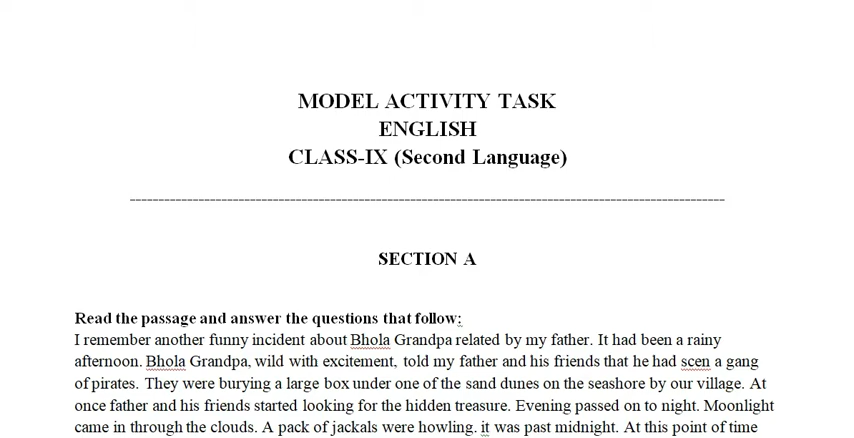 MODEL ACTIVITY TASK
ENGLISH
CLASS-IX (Second Language)
SECTION A
Read the passage and answer the questions that follow:
I remember another funny incident about Bhola Grandpa related by my father. It had been a rainy
afternoon. Bhola Grandpa, wild with excitement, told my father and his friends that he had scen a gang
of pirates. They were burying a large box under one of the sand dunes on the seashore by our village. At
once father and his friends started looking for the hidden treasure. Evening passed on to night. Moonlight
came in through the clouds. A pack of jackals were howling. it was past midnight. At this point of time